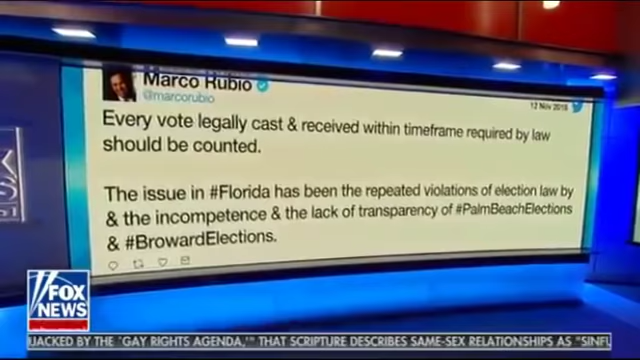 Marco Rubio
@marcorubio
12 Nov 2018
Every vote legally cast & received within timeframe required by law
should be counted.
The issue in #Florida has been the repeated violations of election law by
& the incompetence & the lack of transparency of #PalmBeachElections
& #BrowardElections.
FOX
NEWS
IJACKED BY THE 'GAY RIGHTS AGENDA,'" THAT SCRIPTURE DESCRIBES SAME-SEX RELATIONSHIPS AS "SINFU